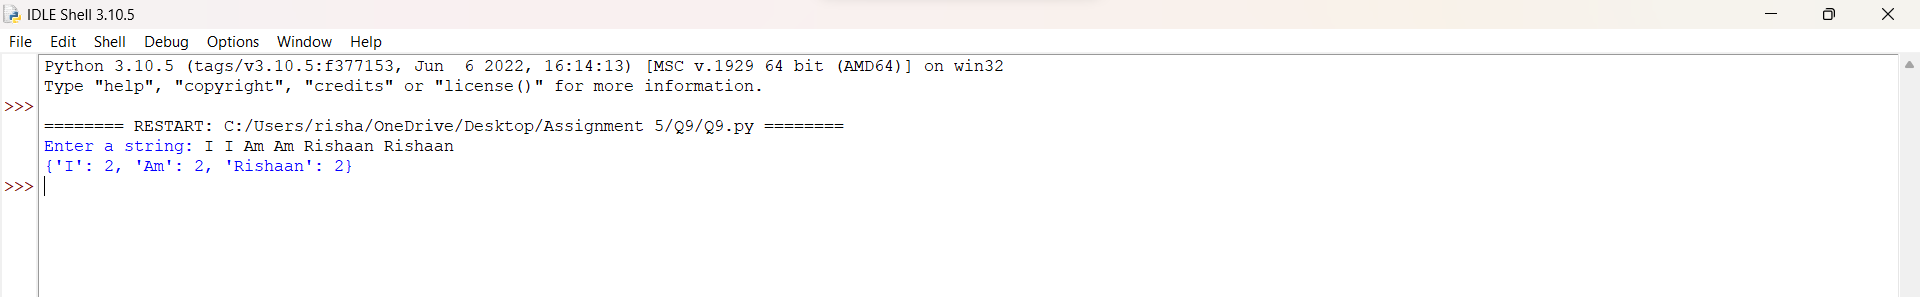 IDLE Shell 3.10.5
File Edit Shell Debug Options Window Help
Python 3.10.5 (tags/v3.10.5:f377153, Jun  6 2022, 16:14:13) [MSC v.1929 64 bit (AMD64)] on win32
Type "help", "copyright", "credits" or "license()" for more information.
>>>
======== RESTART: C:/Users/risha/OneDrive/Desktop/Assignment 5/Q9/Q9.py ========
Enter a string: I I Am Am Rishaan Rishaan
{'I': 2, 'Am': 2, 'Rishaan': 2}
>>>